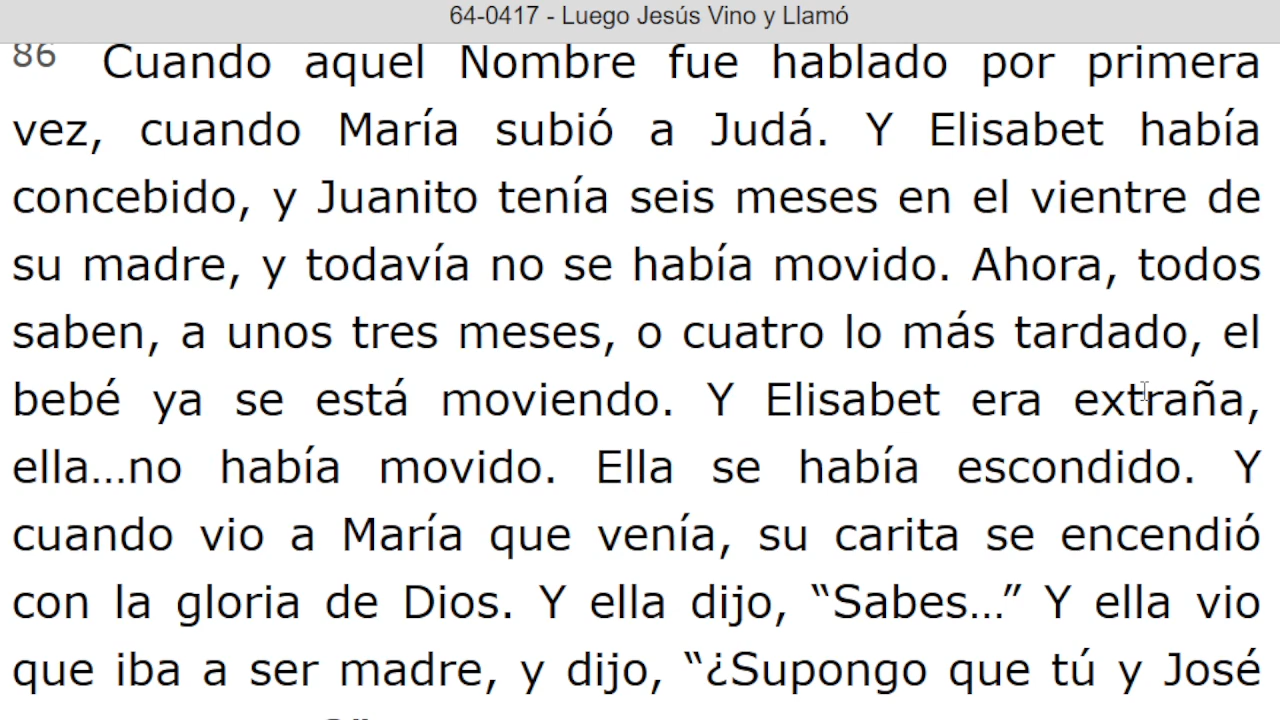 64-0417 - Luego Jesús Vino y Llamó
86 Cuando aquel Nombre fue hablado por primera
vez, cuando María subió a Judá. Y Elisabet había
concebido, y Juanito tenía seis meses en el vientre de
su madre, y todavía no se había movido. Ahora, todos
saben, a unos tres meses, o cuatro lo más tardado, el
bebé ya se está moviendo. Y Elisabet era extraña,
ella...no había movido. Ella se había escondido. Y
cuando vio a María que venía, su carita se encendió
con la gloria de Dios. Y ella dijo, “Sabes...” Y ella vio
que iba a ser madre, y dijo, “¿Supongo que tú y José